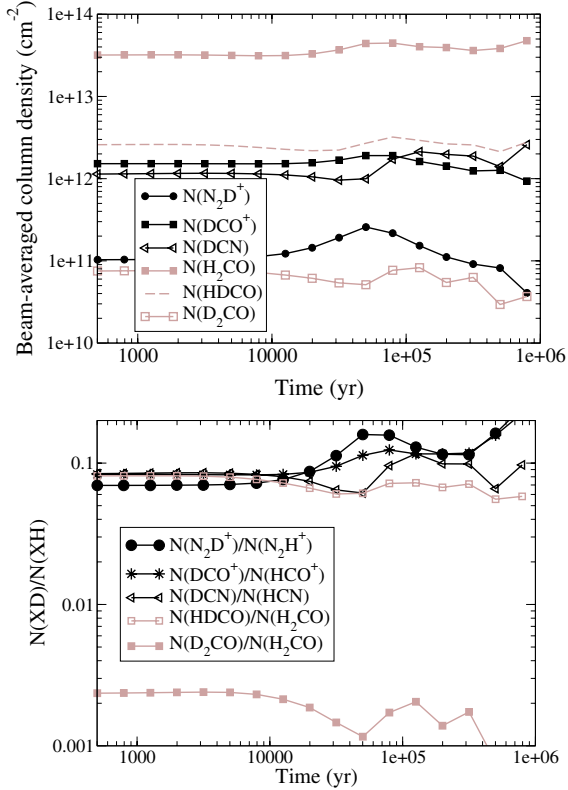 Beam-averaged column density (cm⁻²)
1e+14
1e+13
1e+12
1e+11
1e+10
N(N₂D⁺)
N(DCO⁺)
N(DCN)
N(H₂CO)
N(HDCO)
N(D₂CO)
1000
10000
1e+05
1e+06
Time (yr)
N(XD)/N(XH)
0.1
0.01
0.001
N(N₂D⁺)/N(N₂H⁺)
N(DCO⁺)/N(HCO⁺)
N(DCN)/N(HCN)
N(HDCO)/N(H₂CO)
N(D₂CO)/N(H₂CO)
1000
10000
1e+05
1e+06
Time (yr)